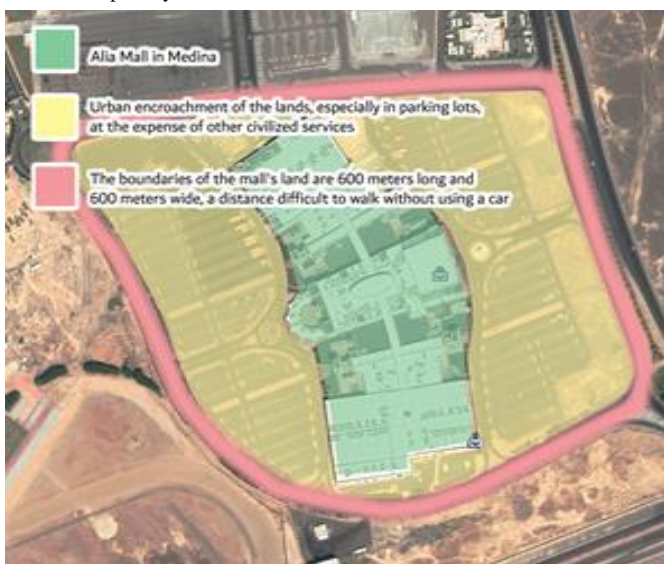 Alia Mall in Medina
Urban encroachment of the lands, especially in parking lots,
at the expense of other civilized services
The boundaries of the mall's land are 600 meters long and
600 meters wide, a distance difficult to walk without using a car